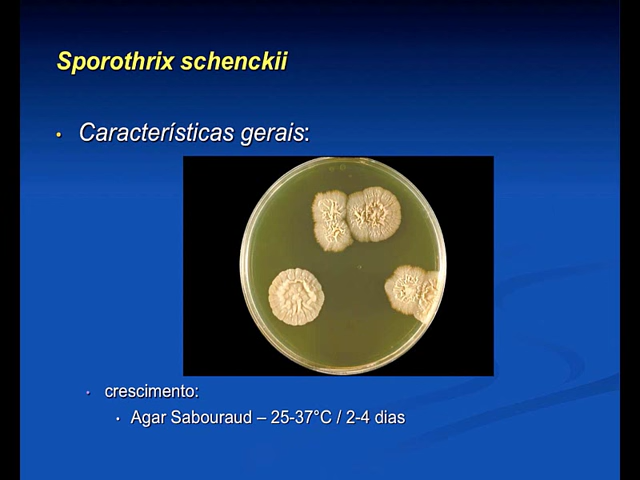 Sporothrix schenckii
• Características gerais:
• crescimento:
• Agar Sabouraud – 25-37°C / 2-4 dias